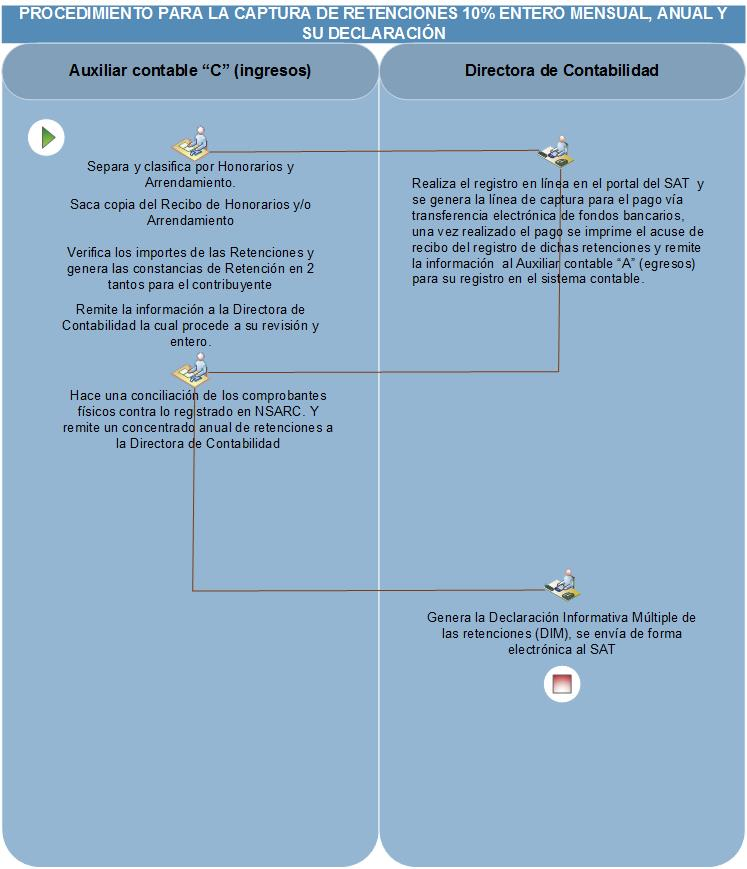 PROCEDIMIENTO PARA LA CAPTURA DE RETENCIONES 10% ENTERO MENSUAL, ANUAL Y
SU DECLARACIÓN
Auxiliar contable “C” (ingresos)
Directora de Contabilidad
Separa y clasifica por Honorarios y
Arrendamiento.
Saca copia del Recibo de Honorarios y/o
Arrendamiento
Verifica los importes de las Retenciones y
genera las constancias de Retención en 2
tantos para el contribuyente
Remite la información a la Directora de
Contabilidad la cual procede a su revisión y
entero.
Realiza el registro en línea en el portal del SAT y
se genera la línea de captura para el pago vía
transferencia electrónica de fondos bancarios,
una vez realizado el pago se imprime el acuse de
recibo del registro de dichas retenciones y remite
la información al Auxiliar contable “A” (egresos)
para su registro en el sistema contable.
Hace una conciliación de los comprobantes
físicos contra lo registrado en NSARC. Y
remite un concentrado anual de retenciones a
la Directora de Contabilidad
Genera la Declaración Informativa Múltiple de
las retenciones (DIM), se envía de forma
electrónica al SAT